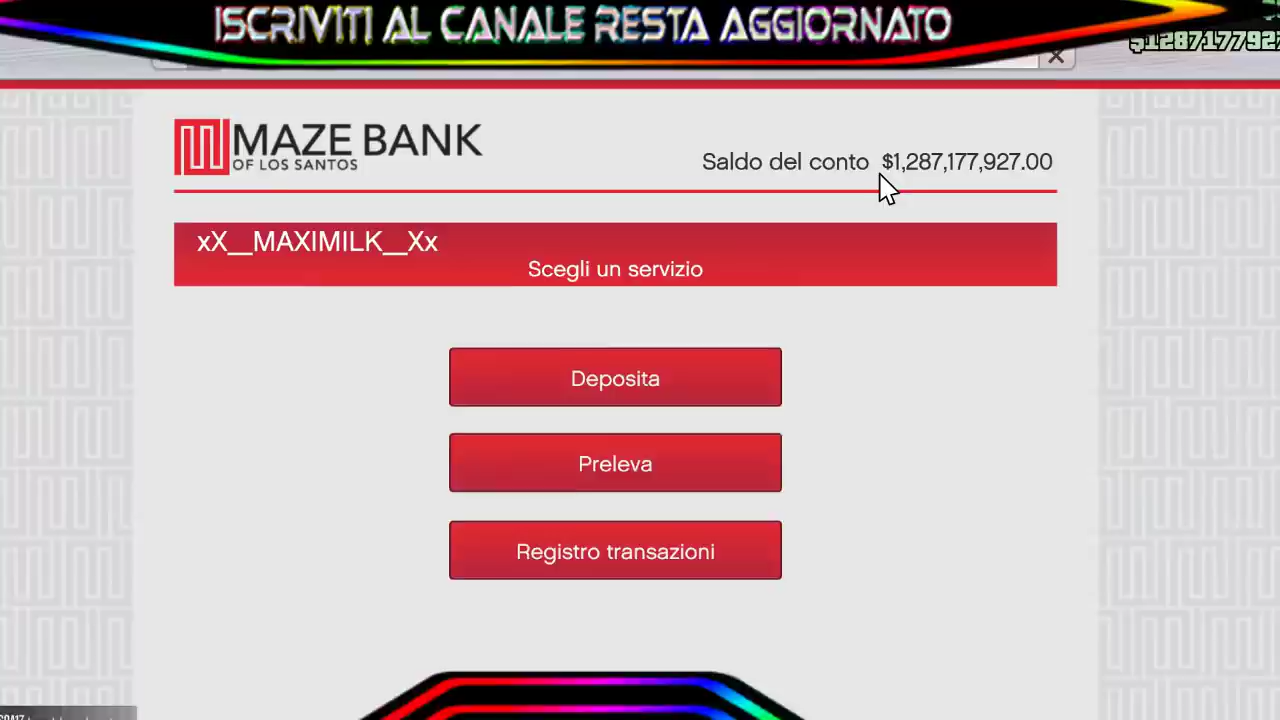 ISCRIVITI AL CANALE RESTA AGGIORNATO
$1287177927
MAZE BANK
OF LOS SANTOS
Saldo del conto $1,287,177,927.00
xX__MAXIMILK__Xx
Scegli un servizio
Deposita
Preleva
Registro transazioni